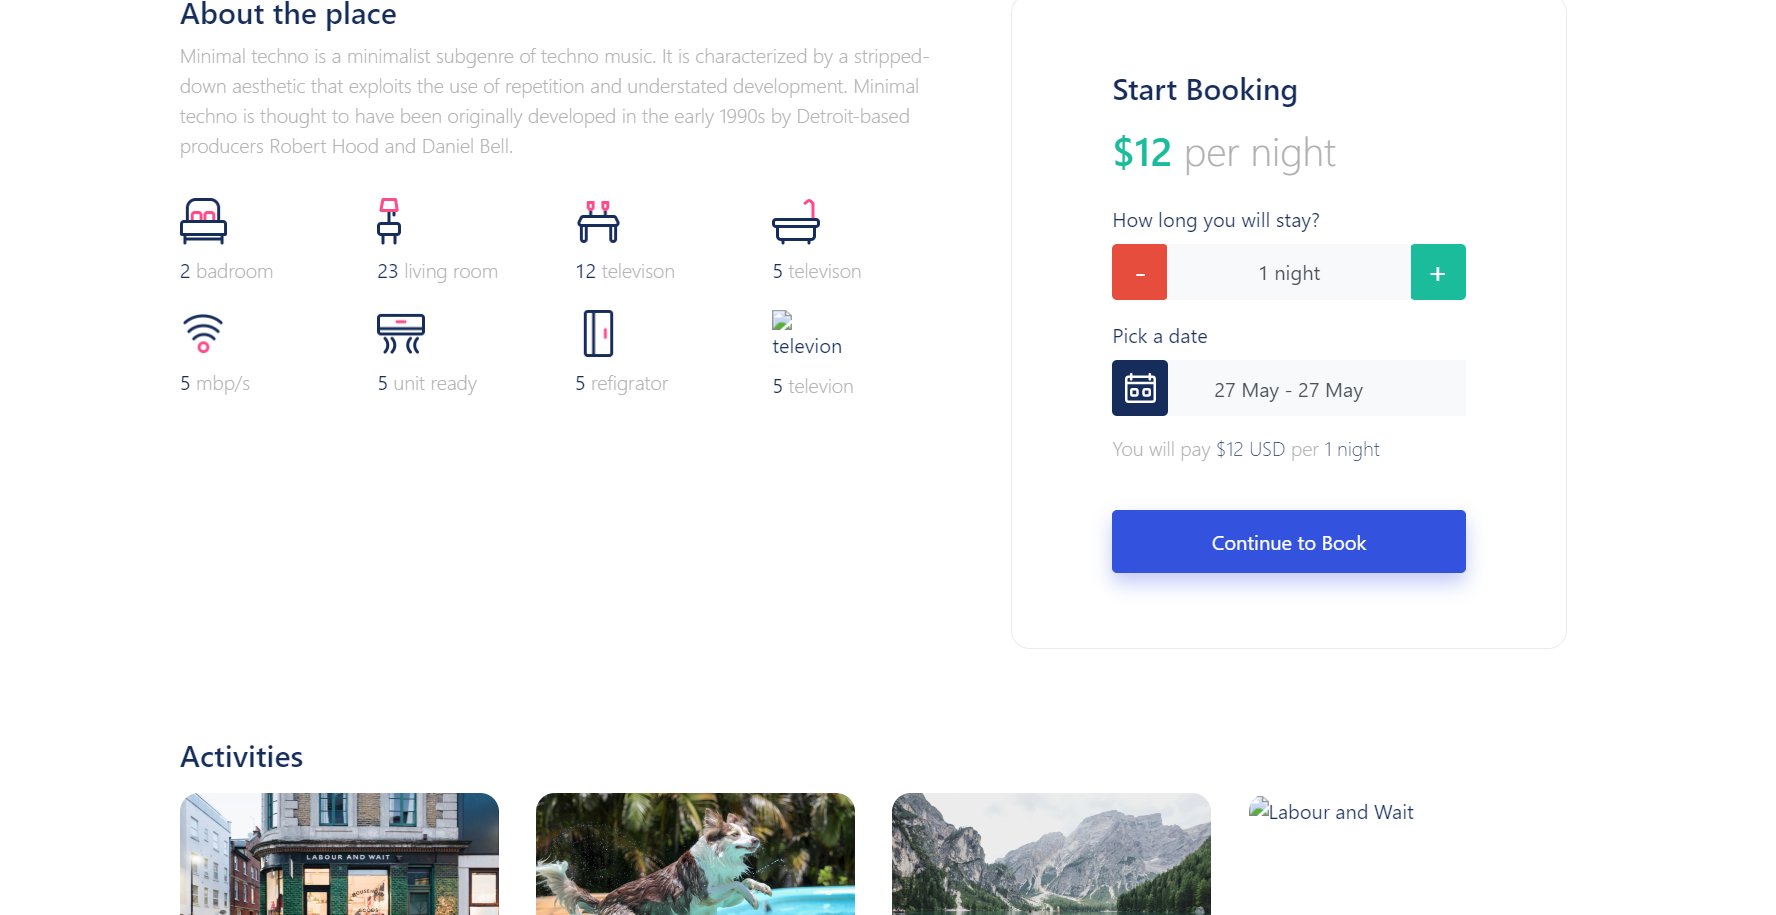 About the place
Minimal techno is a minimalist subgenre of techno music. It is characterized by a stripped-
down aesthetic that exploits the use of repetition and understated development. Minimal
techno is thought to have been originally developed in the early 1990s by Detroit-based
producers Robert Hood and Daniel Bell.
2 badroom
23 living room
12 televison
5 televison
5 mbp/s
5 unit ready
5 refigrator
televion
5 televion
Start Booking
$12 per night
How long you will stay?
- 1 night +
Pick a date
27 May - 27 May
You will pay $12 USD per 1 night
Continue to Book
Activities
LABOUR AND WAIT
Labour and Wait